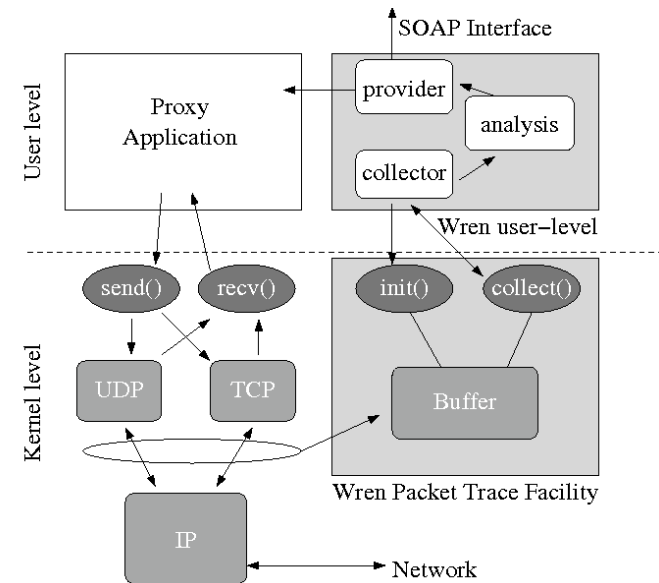 SOAP Interface
User level
Proxy
Application
provider
analysis
collector
Wren user-level
Kernel level
send()
recv()
init()
collect()
UDP
TCP
Buffer
Wren Packet Trace Facility
IP
Network